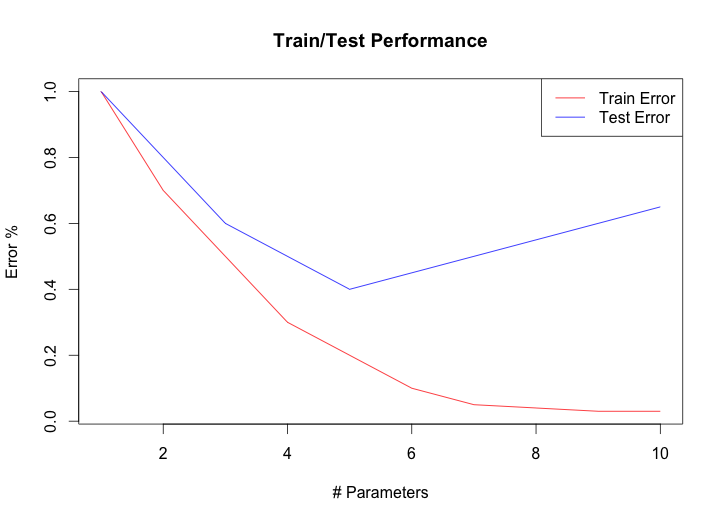 Train/Test Performance
Train Error
Test Error
Error %
1.0
0.8
0.6
0.4
0.2
0.0
2 4 6 8 10
# Parameters